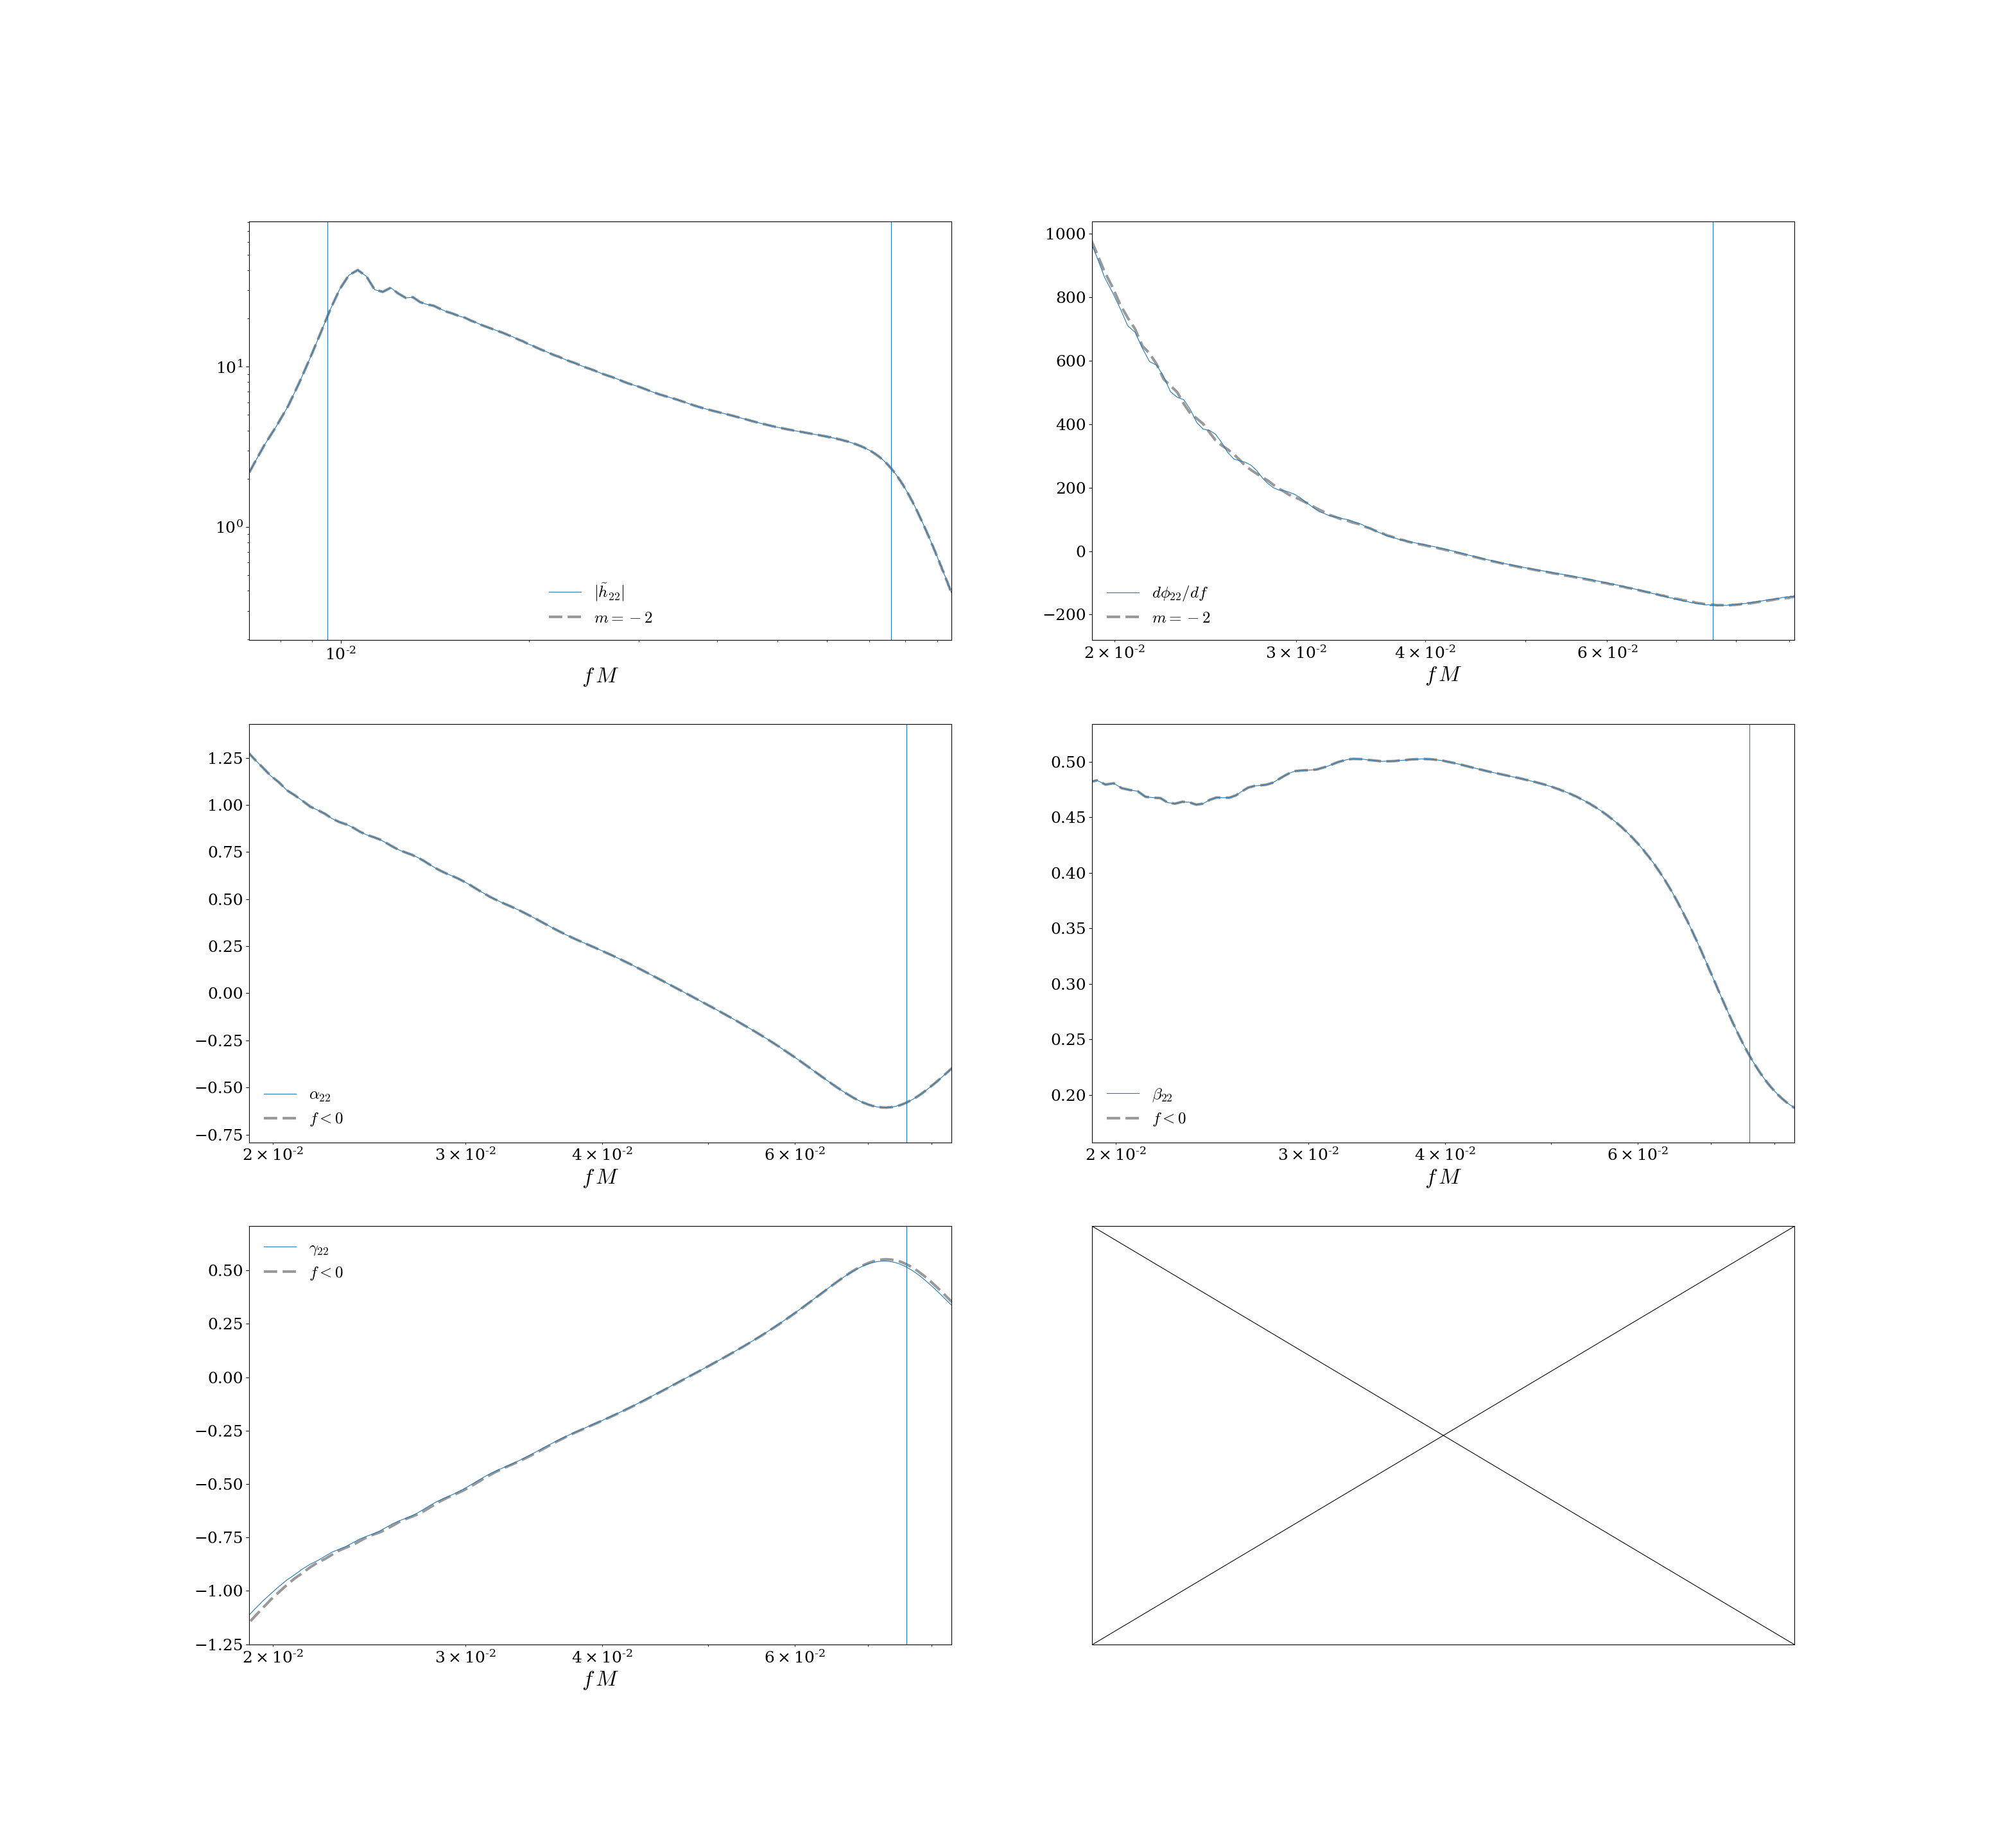 10¹
10⁰
|h̃₂₂|
m = −2
10⁻²
f M
1000
800
600
400
200
0
−200
dϕ₂₂/df
m = −2
2 × 10⁻² 3 × 10⁻² 4 × 10⁻² 6 × 10⁻²
f M
1.25
1.00
0.75
0.50
0.25
0.00
−0.25
−0.50
−0.75
α₂₂
f < 0
2 × 10⁻² 3 × 10⁻² 4 × 10⁻² 6 × 10⁻²
f M
0.50
0.45
0.40
0.35
0.30
0.25
0.20
β₂₂
f < 0
2 × 10⁻² 3 × 10⁻² 4 × 10⁻² 6 × 10⁻²
f M
γ₂₂
f < 0
0.50
0.25
0.00
−0.25
−0.50
−0.75
−1.00
−1.25
2 × 10⁻² 3 × 10⁻² 4 × 10⁻² 6 × 10⁻²
f M